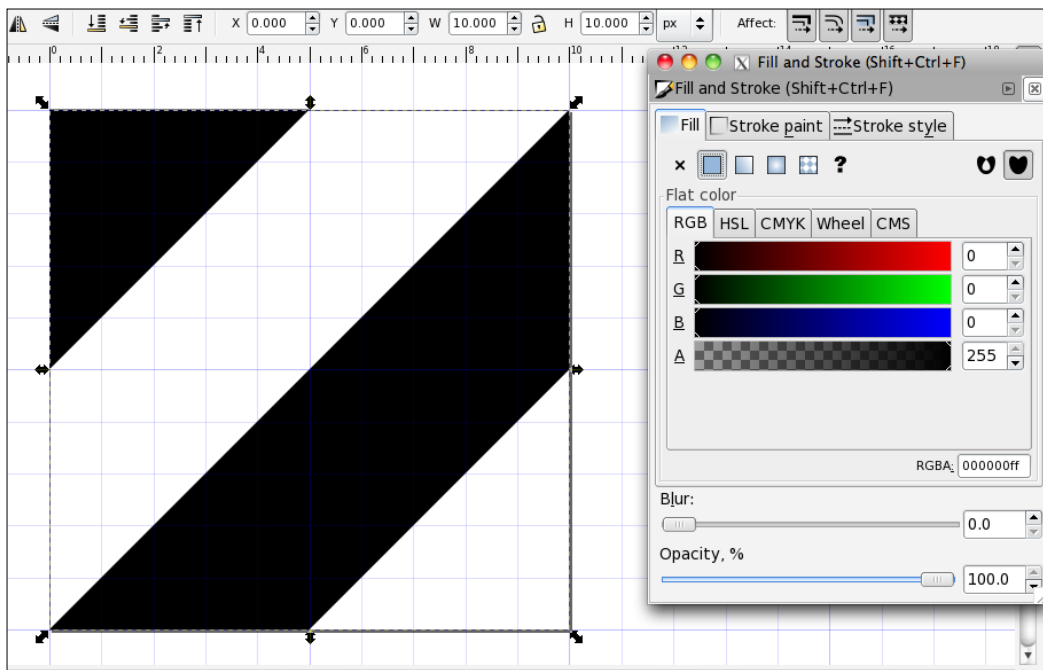 X 0.000 Y 0.000 W 10.000 H 10.000 px Affect:
0 2 4 6 8 10
Fill and Stroke (Shift+Ctrl+F)
Fill and Stroke (Shift+Ctrl+F)
Fill Stroke paint Stroke style
?
Flat color
RGB HSL CMYK Wheel CMS
R 0
G 0
B 0
A 255
RGBA: 000000ff
Blur:
0.0
Opacity, %
100.0